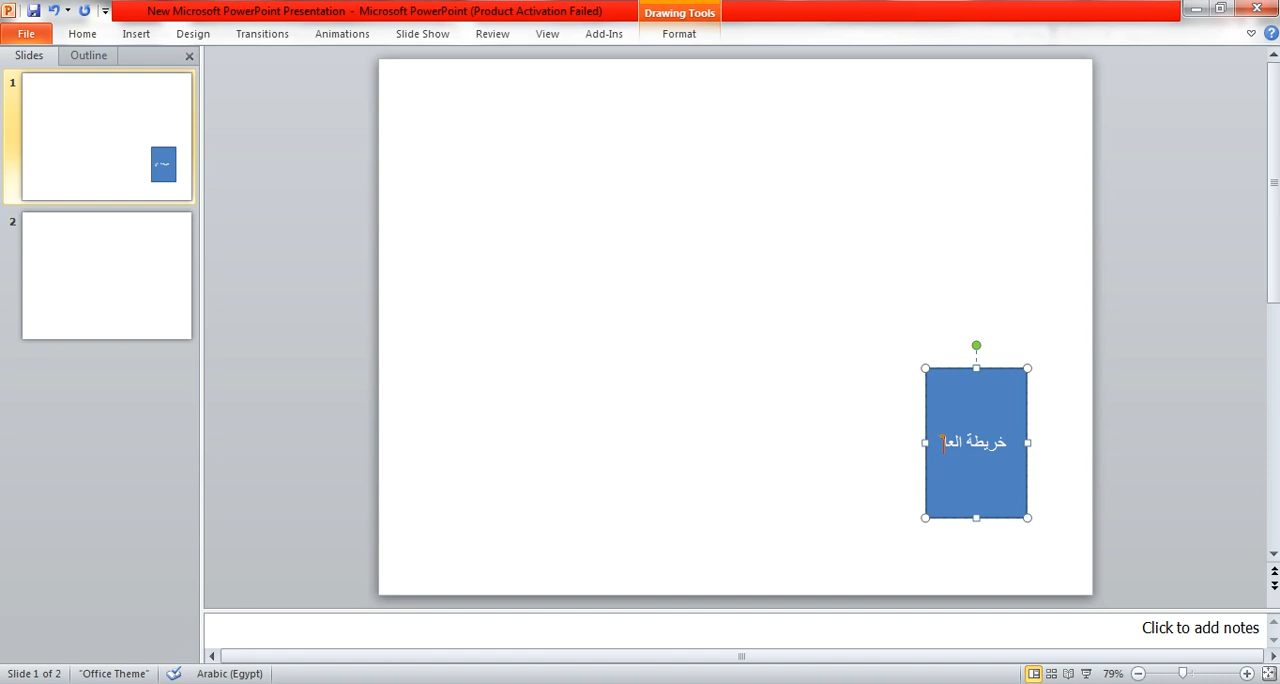 New Microsoft PowerPoint Presentation - Microsoft PowerPoint (Product Activation Failed)
Drawing Tools
File Home Insert Design Transitions Animations Slide Show Review View Add-Ins Format
Slides Outline
1
2
خريطة العا
Click to add notes
Slide 1 of 2 "Office Theme" Arabic (Egypt) 79%